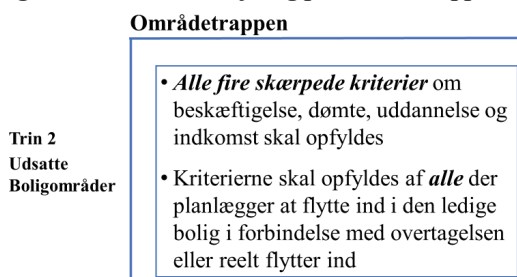 Områdetrappen
• Alle fire skærpede kriterier om
beskæftigelse, dømte, uddannelse og
indkomst skal opfyldes
Trin 2
Udsatte
Boligområder
• Kriterierne skal opfyldes af alle der
planlægger at flytte ind i den ledige
bolig i forbindelse med overtagelsen
eller reelt flytter ind